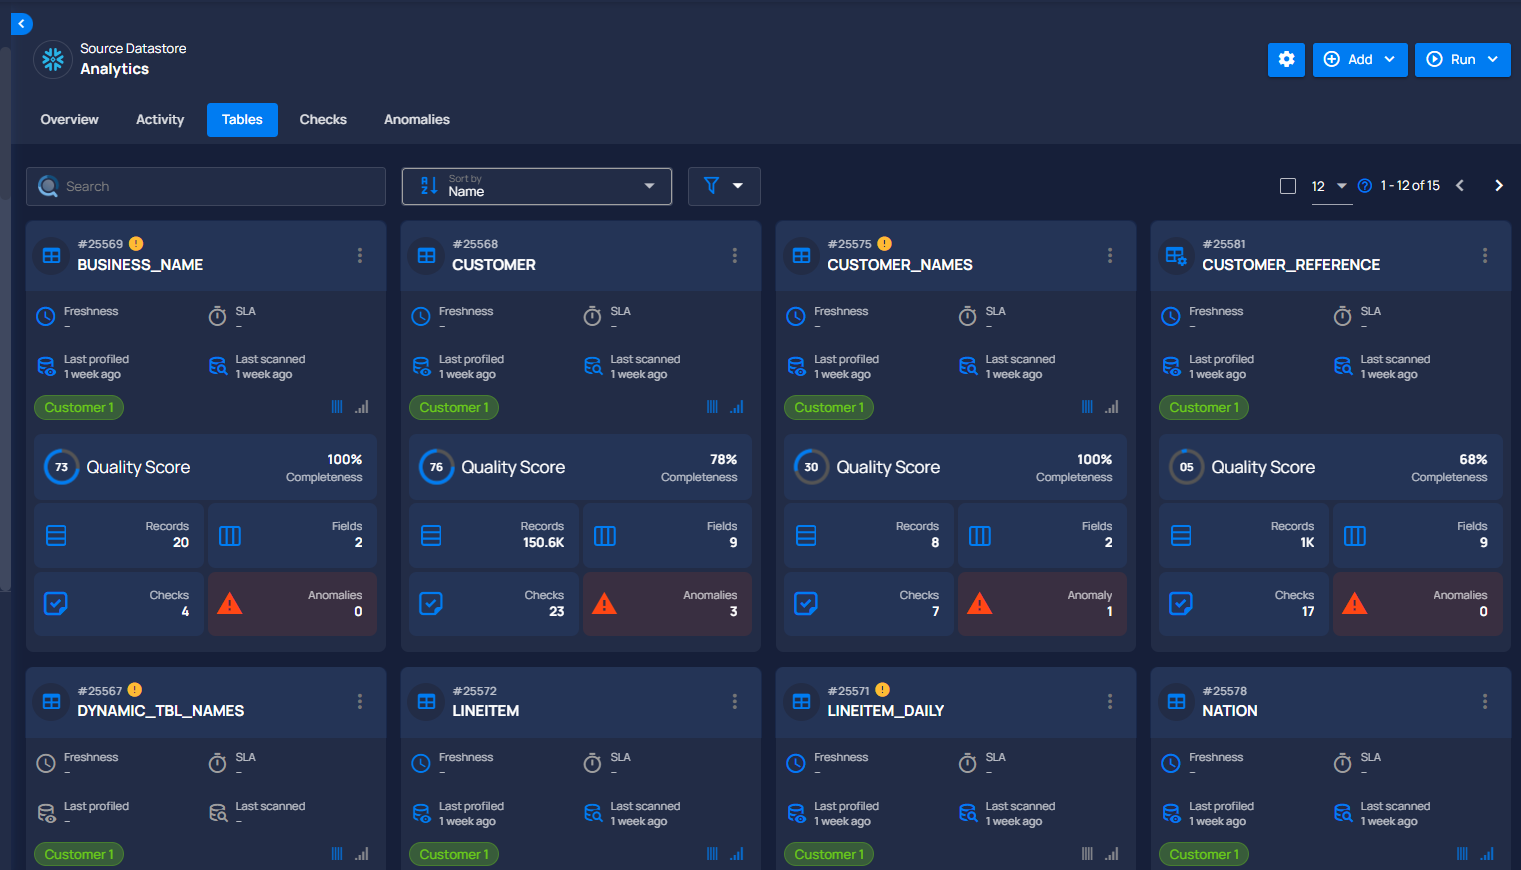 Source Datastore
Analytics
Add
Run
Overview
Activity
Tables
Checks
Anomalies
Search
Sort by
Name
12
1 - 12 of 15
#25569
BUSINESS_NAME
Freshness
–
SLA
–
Last profiled
1 week ago
Last scanned
1 week ago
Customer 1
73
Quality Score
100%
Completeness
Records
20
Fields
2
Checks
4
Anomalies
0
#25568
CUSTOMER
Freshness
–
SLA
–
Last profiled
1 week ago
Last scanned
1 week ago
Customer 1
76
Quality Score
78%
Completeness
Records
150.6K
Fields
9
Checks
23
Anomalies
3
#25575
CUSTOMER_NAMES
Freshness
–
SLA
–
Last profiled
1 week ago
Last scanned
1 week ago
Customer 1
30
Quality Score
100%
Completeness
Records
8
Fields
2
Checks
7
Anomaly
1
#25581
CUSTOMER_REFERENCE
Freshness
–
SLA
–
Last profiled
1 week ago
Last scanned
1 week ago
Customer 1
05
Quality Score
68%
Completeness
Records
1K
Fields
9
Checks
17
Anomalies
0
#25567
DYNAMIC_TBL_NAMES
Freshness
–
SLA
–
Last profiled
–
Last scanned
–
Customer 1
#25572
LINEITEM
Freshness
–
SLA
–
Last profiled
1 week ago
Last scanned
1 week ago
Customer 1
#25571
LINEITEM_DAILY
Freshness
–
SLA
–
Last profiled
1 week ago
Last scanned
1 week ago
Customer 1
#25578
NATION
Freshness
–
SLA
–
Last profiled
1 week ago
Last scanned
1 week ago
Customer 1